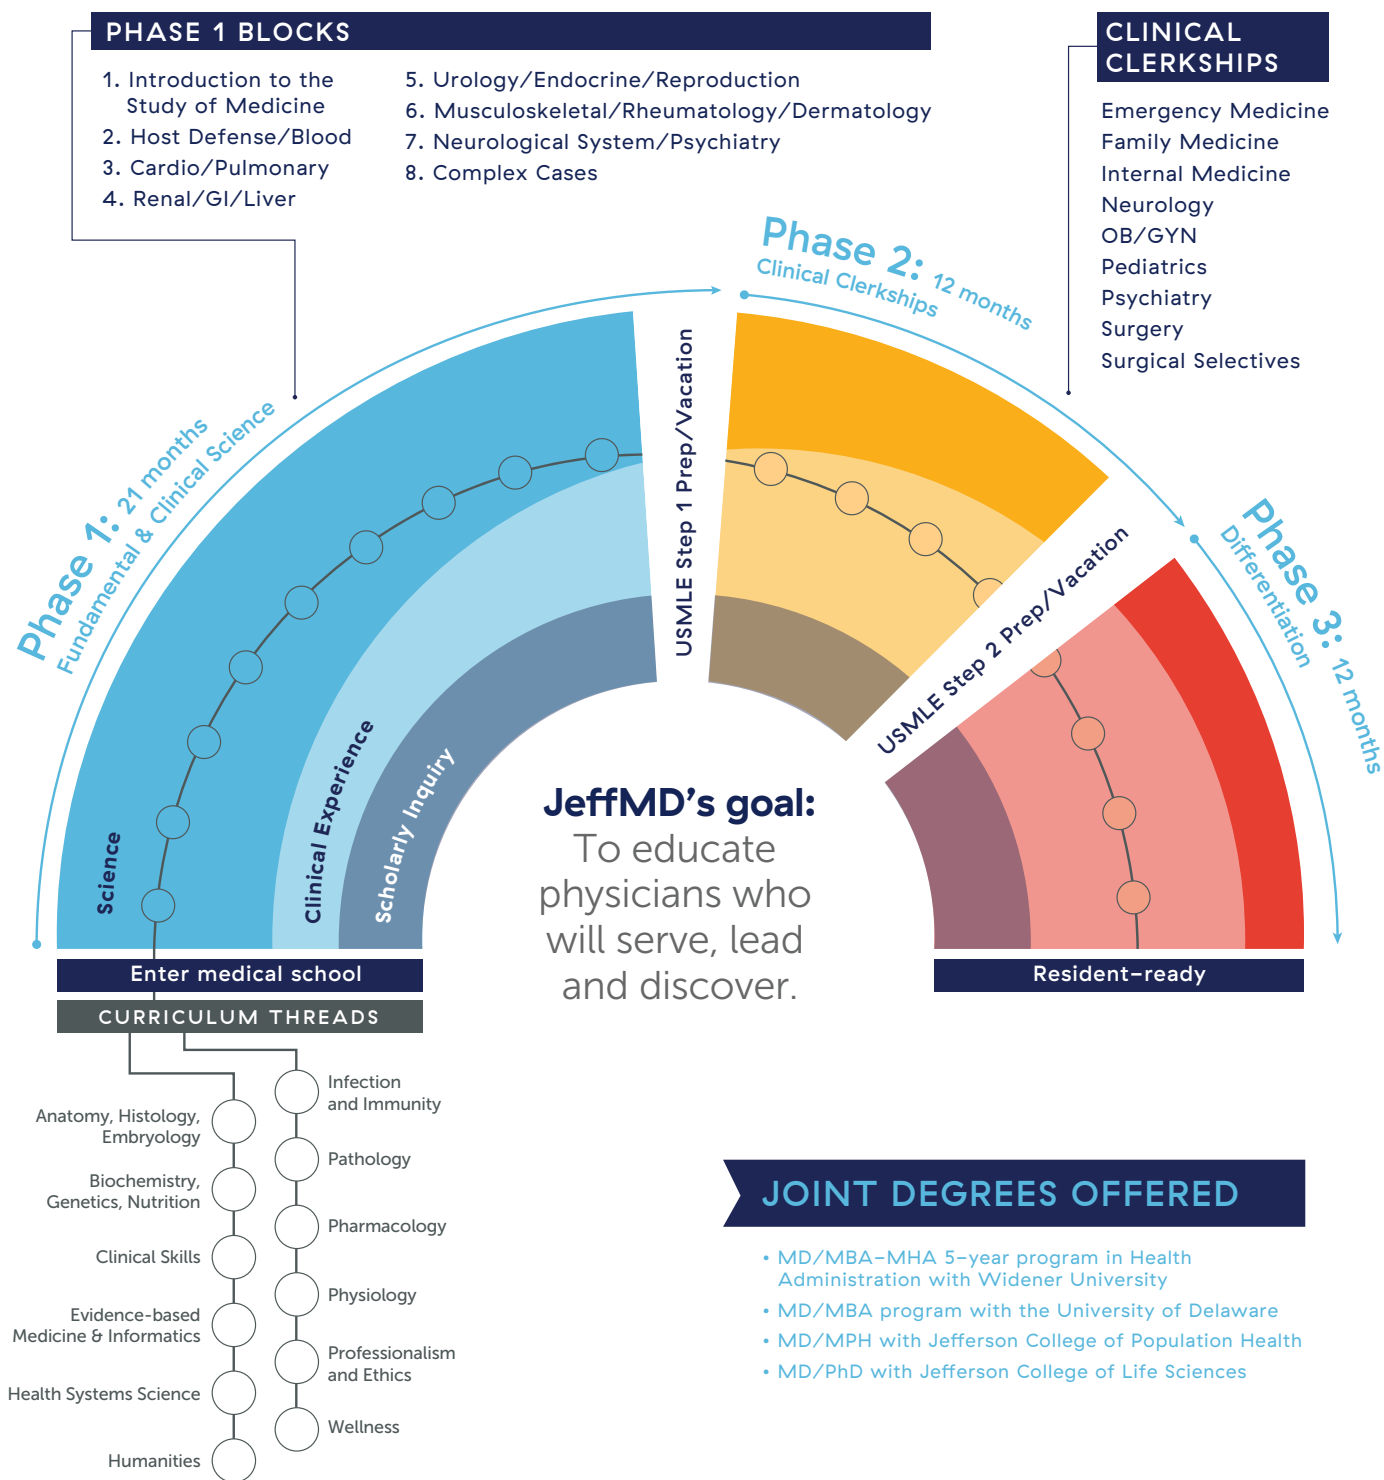 PHASE 1 BLOCKS
1. Introduction to the
Study of Medicine
2. Host Defense/Blood
3. Cardio/Pulmonary
4. Renal/GI/Liver
5. Urology/Endocrine/Reproduction
6. Musculoskeletal/Rheumatology/Dermatology
7. Neurological System/Psychiatry
8. Complex Cases
CLINICAL
CLERKSHIPS
Emergency Medicine
Family Medicine
Internal Medicine
Neurology
OB/GYN
Pediatrics
Psychiatry
Surgery
Surgical Selectives
Phase 1: 21 months
Fundamental & Clinical Science
Phase 2: 12 months
Clinical Clerkships
Phase 3: 12 months
Differentiation
USMLE Step 1 Prep/Vacation
USMLE Step 2 Prep/Vacation
Science
Clinical Experience
Scholarly Inquiry
JeffMD's goal:
To educate
physicians who
will serve, lead
and discover.
Enter medical school
Resident-ready
CURRICULUM THREADS
Anatomy, Histology,
Embryology
Biochemistry,
Genetics, Nutrition
Clinical Skills
Evidence-based
Medicine & Informatics
Health Systems Science
Humanities
Infection
and Immunity
Pathology
Pharmacology
Physiology
Professionalism
and Ethics
Wellness
JOINT DEGREES OFFERED
• MD/MBA-MHA 5-year program in Health
Administration with Widener University
• MD/MBA program with the University of Delaware
• MD/MPH with Jefferson College of Population Health
• MD/PhD with Jefferson College of Life Sciences